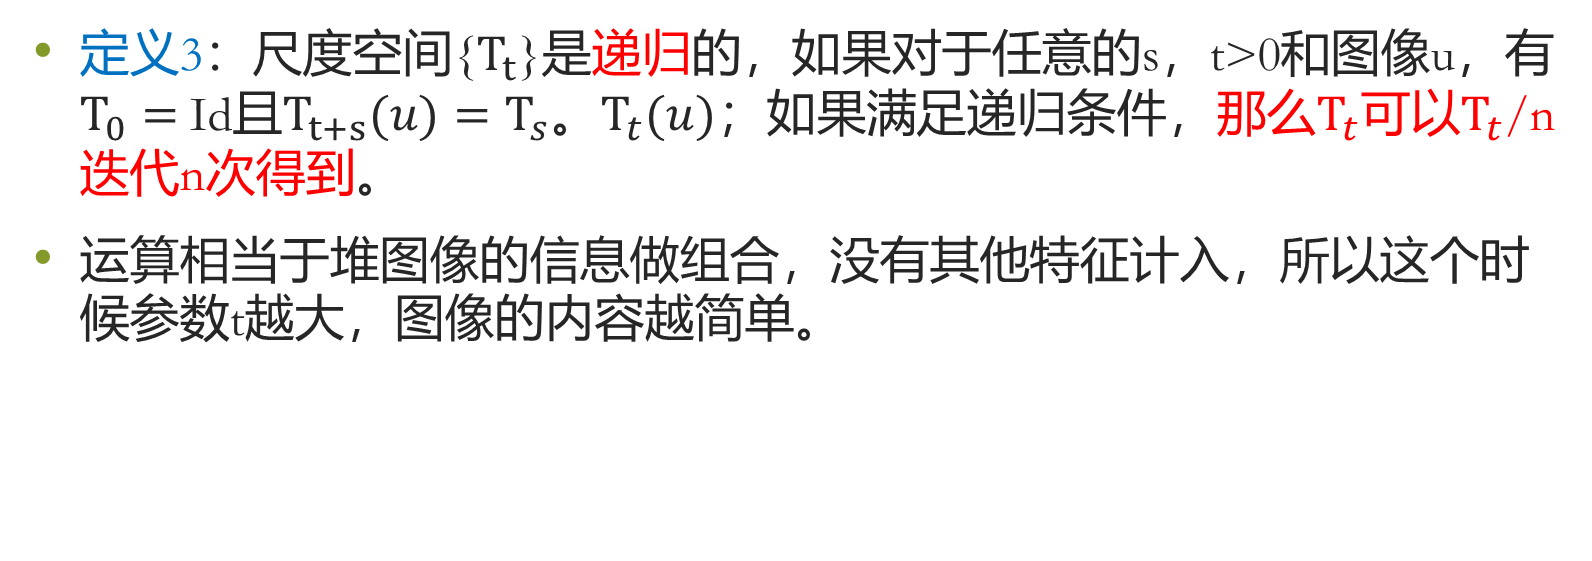 • 定义3：尺度空间{Tₜ}是递归的，如果对于任意的s，t>0和图像u，有
T₀ = Id且Tₜ₊ₛ(u) = Tₛ。Tₜ(u)；如果满足递归条件，那么Tₜ可以Tₜ/n
迭代n次得到。
• 运算相当于堆图像的信息做组合，没有其他特征计入，所以这个时
候参数t越大，图像的内容越简单。